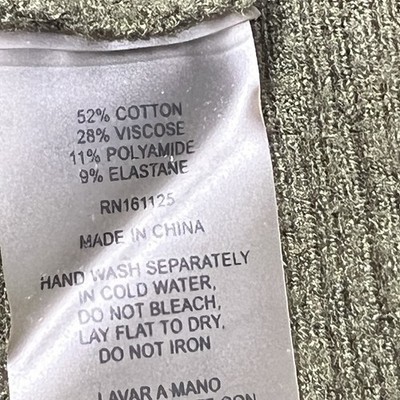 52% COTTON
28% VISCOSE
11% POLYAMIDE
9% ELASTANE
RN161125
MADE IN CHINA
HAND WASH SEPARATELY
IN COLD WATER,
DO NOT BLEACH,
LAY FLAT TO DRY,
DO NOT IRON
LAVAR A MANO
CON